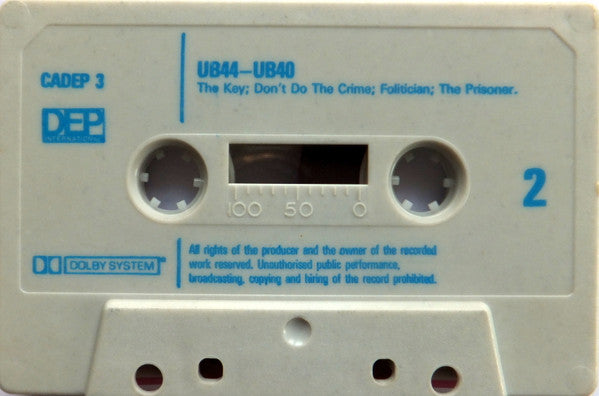 CADEP 3
UB44-UB40
The Key; Don't Do The Crime; Folitician; The Prisoner.
DEP
INTERNATIONAL
2
100 50 0
DOLBY SYSTEM®
All rights of the producer and the owner of the recorded
work reserved. Unauthorised public performance,
broadcasting, copying and hiring of the record prohibited.